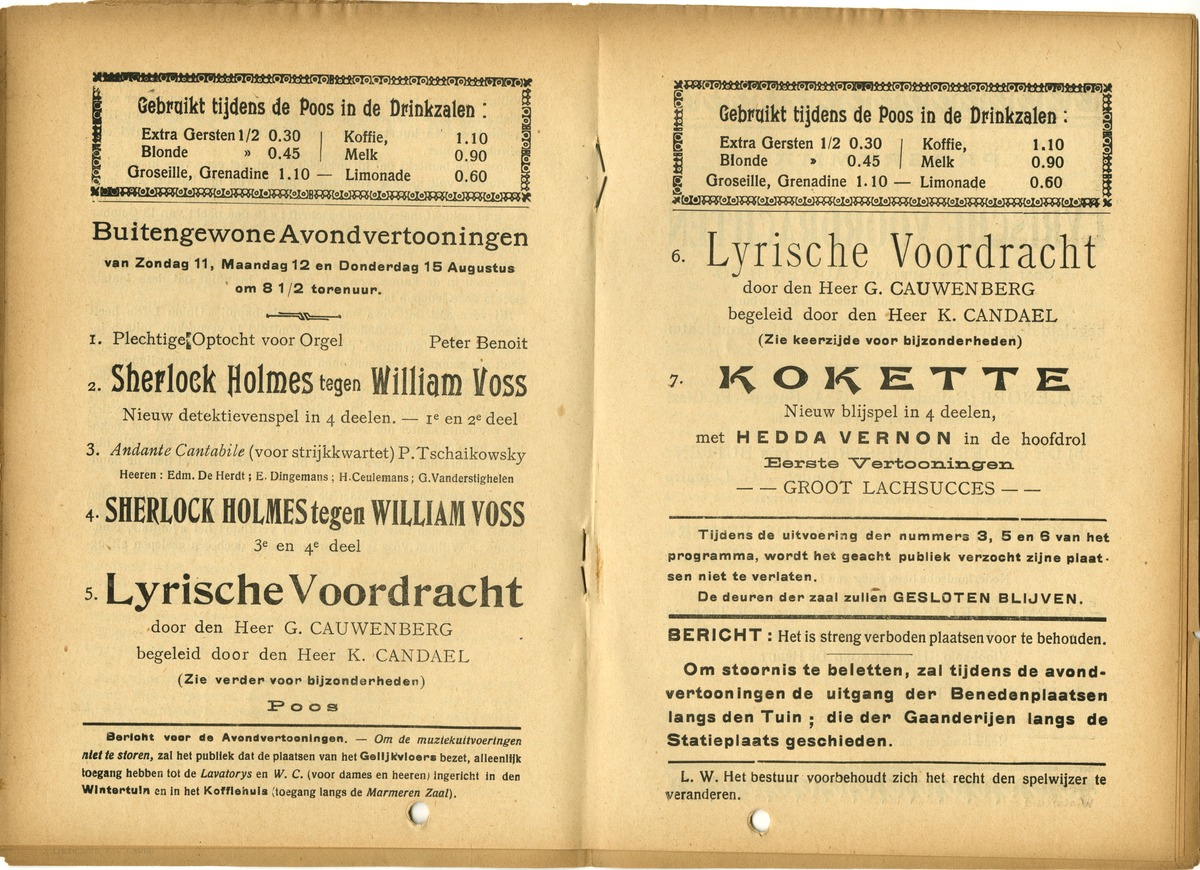 Gebruikt tijdens de Poos in de Drinkzalen :
Extra Gersten 1/2 0.30 | Koffie, 1.10
Blonde » 0.45 | Melk 0.90
Groseille, Grenadine 1.10 — Limonade 0.60
Buitengewone Avondvertooningen
van Zondag 11, Maandag 12 en Donderdag 15 Augustus
om 8 1/2 torenuur.
1. Plechtige Optocht voor Orgel Peter Benoit
2. Sherlock Holmes tegen William Voss
Nieuw detektievenspel in 4 deelen. — 1e en 2e deel
3. Andante Cantabile (voor strijkkwartet) P. Tschaikowsky
Heeren : Edm. De Herdt ; E. Dingemans ; H. Ceulemans ; G. Vanderstighelen
4. SHERLOCK HOLMES tegen WILLIAM VOSS
3e en 4e deel
5. Lyrische Voordracht
door den Heer G. CAUWENBERG
begeleid door den Heer K. CANDAEL
(Zie verder voor bijzonderheden)
Poos
Bericht voor de Avondvertooningen. — Om de muziekuitvoeringen
niet te storen, zal het publiek dat de plaatsen van het Gelijkvloers bezet, alleenlijk
toegang hebben tot de Lavatorys en W. C. (voor dames en heeren) ingericht in den
Wintertuin en in het Koffiehuis (toegang langs de Marmeren Zaal).
Gebruikt tijdens de Poos in de Drinkzalen :
Extra Gersten 1/2 0.30 | Koffie, 1.10
Blonde » 0.45 | Melk 0.90
Groseille, Grenadine 1.10 — Limonade 0.60
6. Lyrische Voordracht
door den Heer G. CAUWENBERG
begeleid door den Heer K. CANDAEL
(Zie keerzijde voor bijzonderheden)
7. KOKETTE
Nieuw blijspel in 4 deelen,
met HEDDA VERNON in de hoofdrol
Eerste Vertooningen
— — GROOT LACHSUCCES — —
Tijdens de uitvoering der nummers 3, 5 en 6 van het
programma, wordt het geacht publiek verzocht zijne plaat-
sen niet te verlaten.
De deuren der zaal zullen GESLOTEN BLIJVEN.
BERICHT : Het is streng verboden plaatsen voor te behouden.
Om stoornis te beletten, zal tijdens de avond-
vertooningen de uitgang der Benedenplaatsen
langs den Tuin ; die der Gaanderijen langs de
Statieplaats geschieden.
L. W. Het bestuur voorbehoudt zich het recht den spelwijzer te
veranderen.